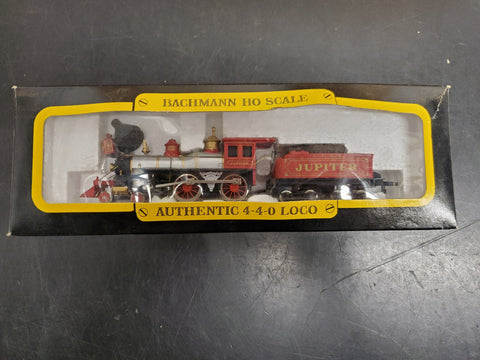 BACHMANN HO SCALE
JUPITER
AUTHENTIC 4-4-0 LOCO